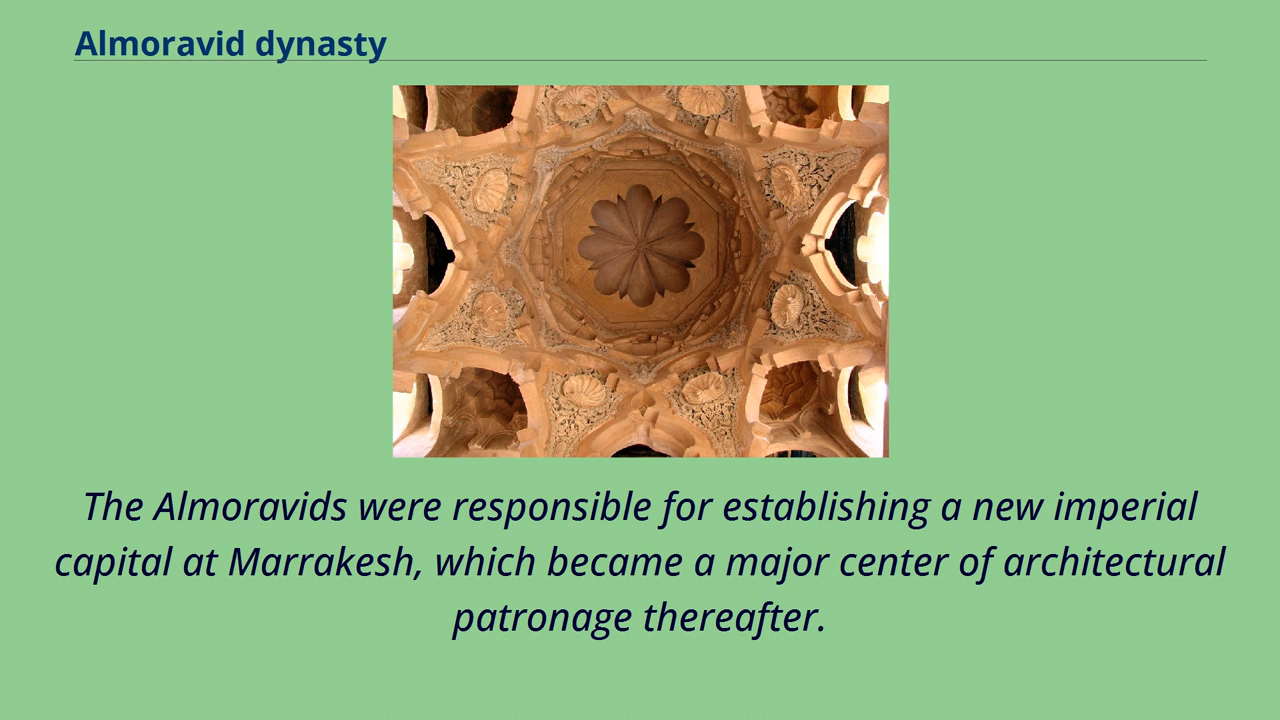 Almoravid dynasty
The Almoravids were responsible for establishing a new imperial
capital at Marrakesh, which became a major center of architectural
patronage thereafter.